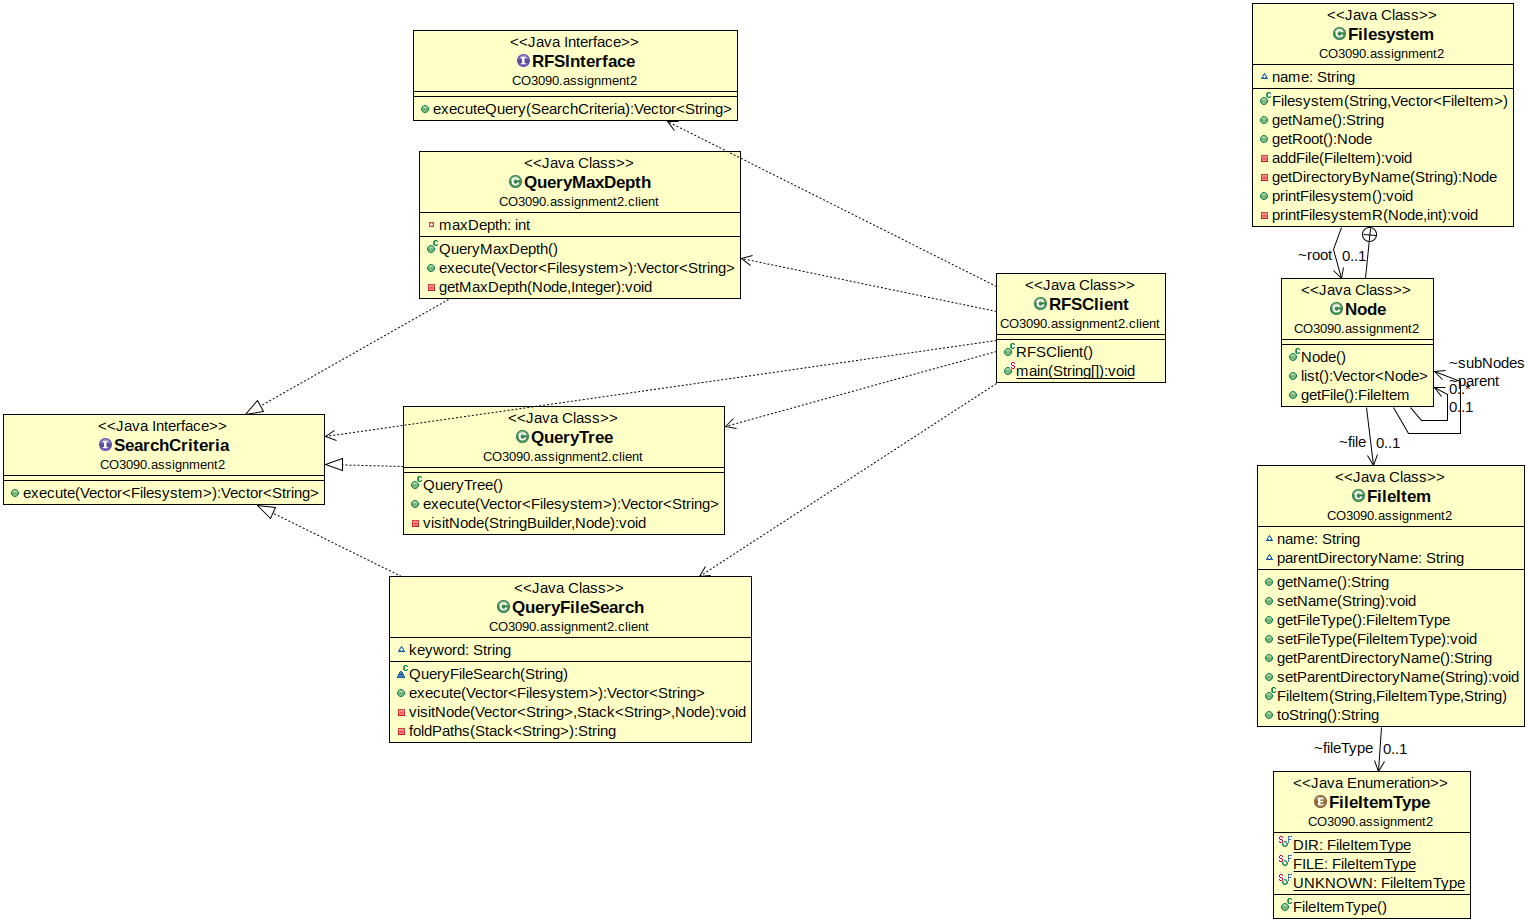 <<Java Interface>>
RFSInterface
CO3090.assignment2
executeQuery(SearchCriteria):Vector<String>
<<Java Class>>
QueryMaxDepth
CO3090.assignment2.client
maxDepth: int
QueryMaxDepth()
execute(Vector<Filesystem>):Vector<String>
getMaxDepth(Node,Integer):void
<<Java Interface>>
SearchCriteria
CO3090.assignment2
execute(Vector<Filesystem>):Vector<String>
<<Java Class>>
QueryTree
CO3090.assignment2.client
QueryTree()
execute(Vector<Filesystem>):Vector<String>
visitNode(StringBuilder,Node):void
<<Java Class>>
QueryFileSearch
CO3090.assignment2.client
keyword: String
QueryFileSearch(String)
execute(Vector<Filesystem>):Vector<String>
visitNode(Vector<String>,Stack<String>,Node):void
foldPaths(Stack<String>):String
<<Java Class>>
RFSClient
CO3090.assignment2.client
RFSClient()
main(String[]):void
<<Java Class>>
Filesystem
CO3090.assignment2
name: String
Filesystem(String,Vector<FileItem>)
getName():String
getRoot():Node
addFile(FileItem):void
getDirectoryByName(String):Node
printFilesystem():void
printFilesystemR(Node,int):void
~root 0..1
<<Java Class>>
Node
CO3090.assignment2
Node()
list():Vector<Node>
getFile():FileItem
~subNodes
~parent
0..*
0..1
~file 0..1
<<Java Class>>
FileItem
CO3090.assignment2
name: String
parentDirectoryName: String
getName():String
setName(String):void
getFileType():FileItemType
setFileType(FileItemType):void
getParentDirectoryName():String
setParentDirectoryName(String):void
FileItem(String,FileItemType,String)
toString():String
~fileType 0..1
<<Java Enumeration>>
FileItemType
CO3090.assignment2
DIR: FileItemType
FILE: FileItemType
UNKNOWN: FileItemType
FileItemType()